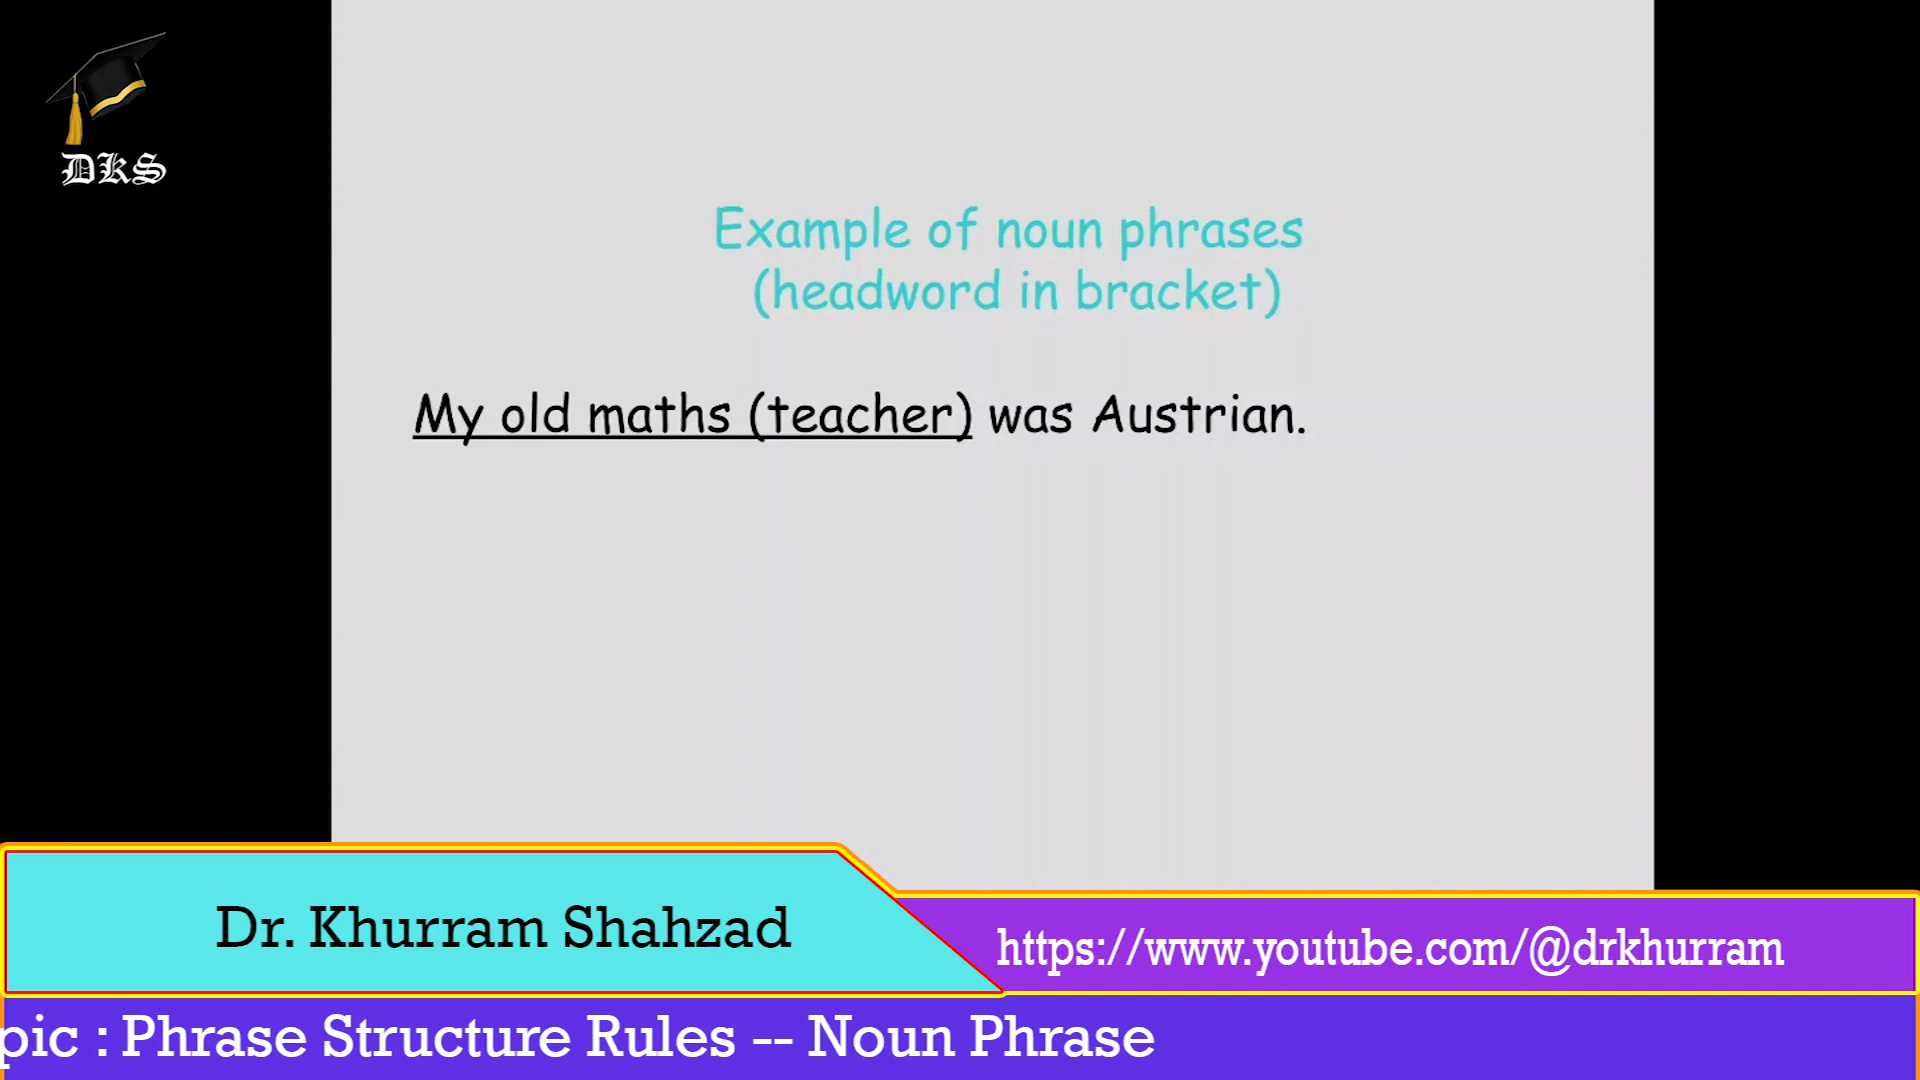 DKS
Example of noun phrases
(headword in bracket)
My old maths (teacher) was Austrian.
Dr. Khurram Shahzad
https://www.youtube.com/@drkhurram
pic : Phrase Structure Rules -- Noun Phrase